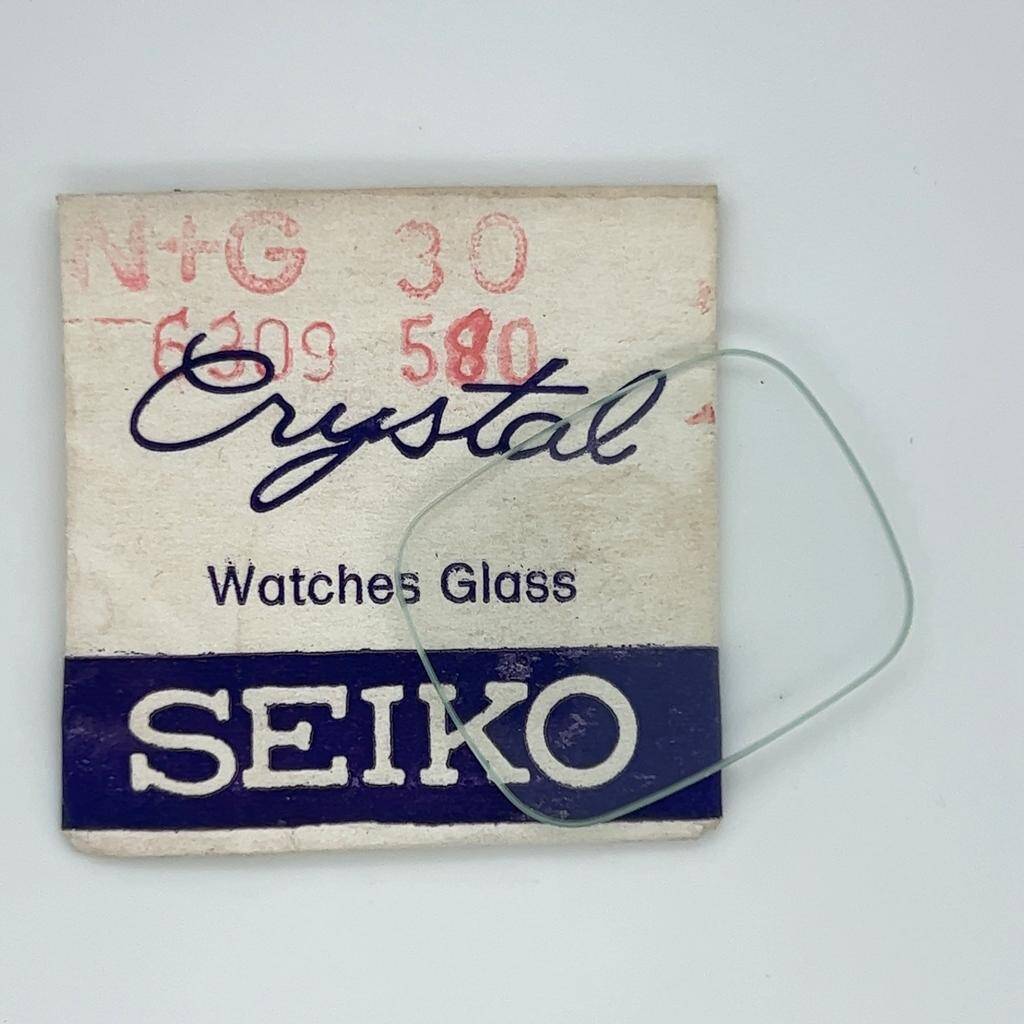 N+G 30
6309 580
Crystal
Watches Glass
SEIKO